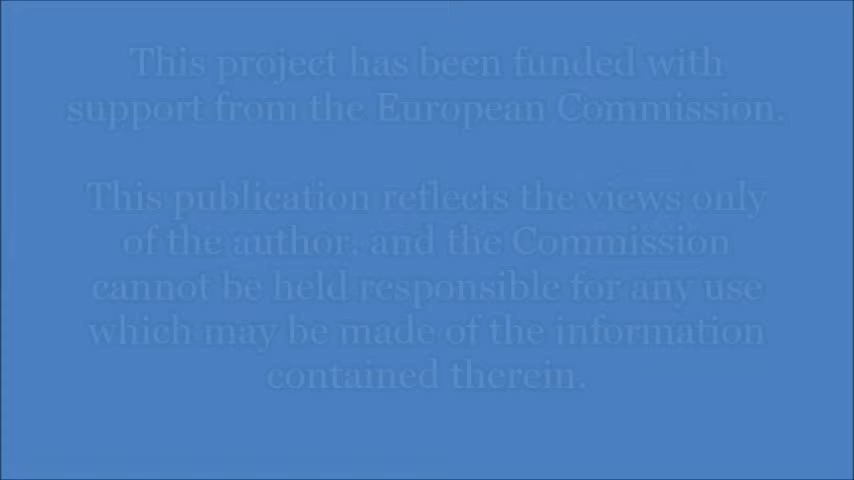 This project has been funded with
support from the European Commission.
This publication reflects the views only
of the author, and the Commission
cannot be held responsible for any use
which may be made of the information
contained therein.